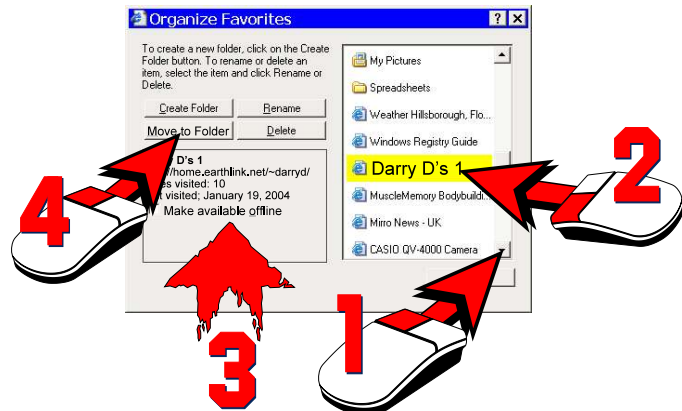 Organize Favorites
To create a new folder, click on the Create
Folder button. To rename or delete an
item, select the item and click Rename or
Delete.
Create Folder
Rename
Move to Folder
Delete
D's 1
/home.earthlink.net/~darryd/
visited: 10
visited; January 19, 2004
Make available offline
My Pictures
Spreadsheets
Weather Hillsborough, Flo...
Windows Registry Guide
Darry D's 1
MuscleMemory Bodybuildi...
Mirro News - UK
CASIO QV-4000 Camera
1
2
3
4